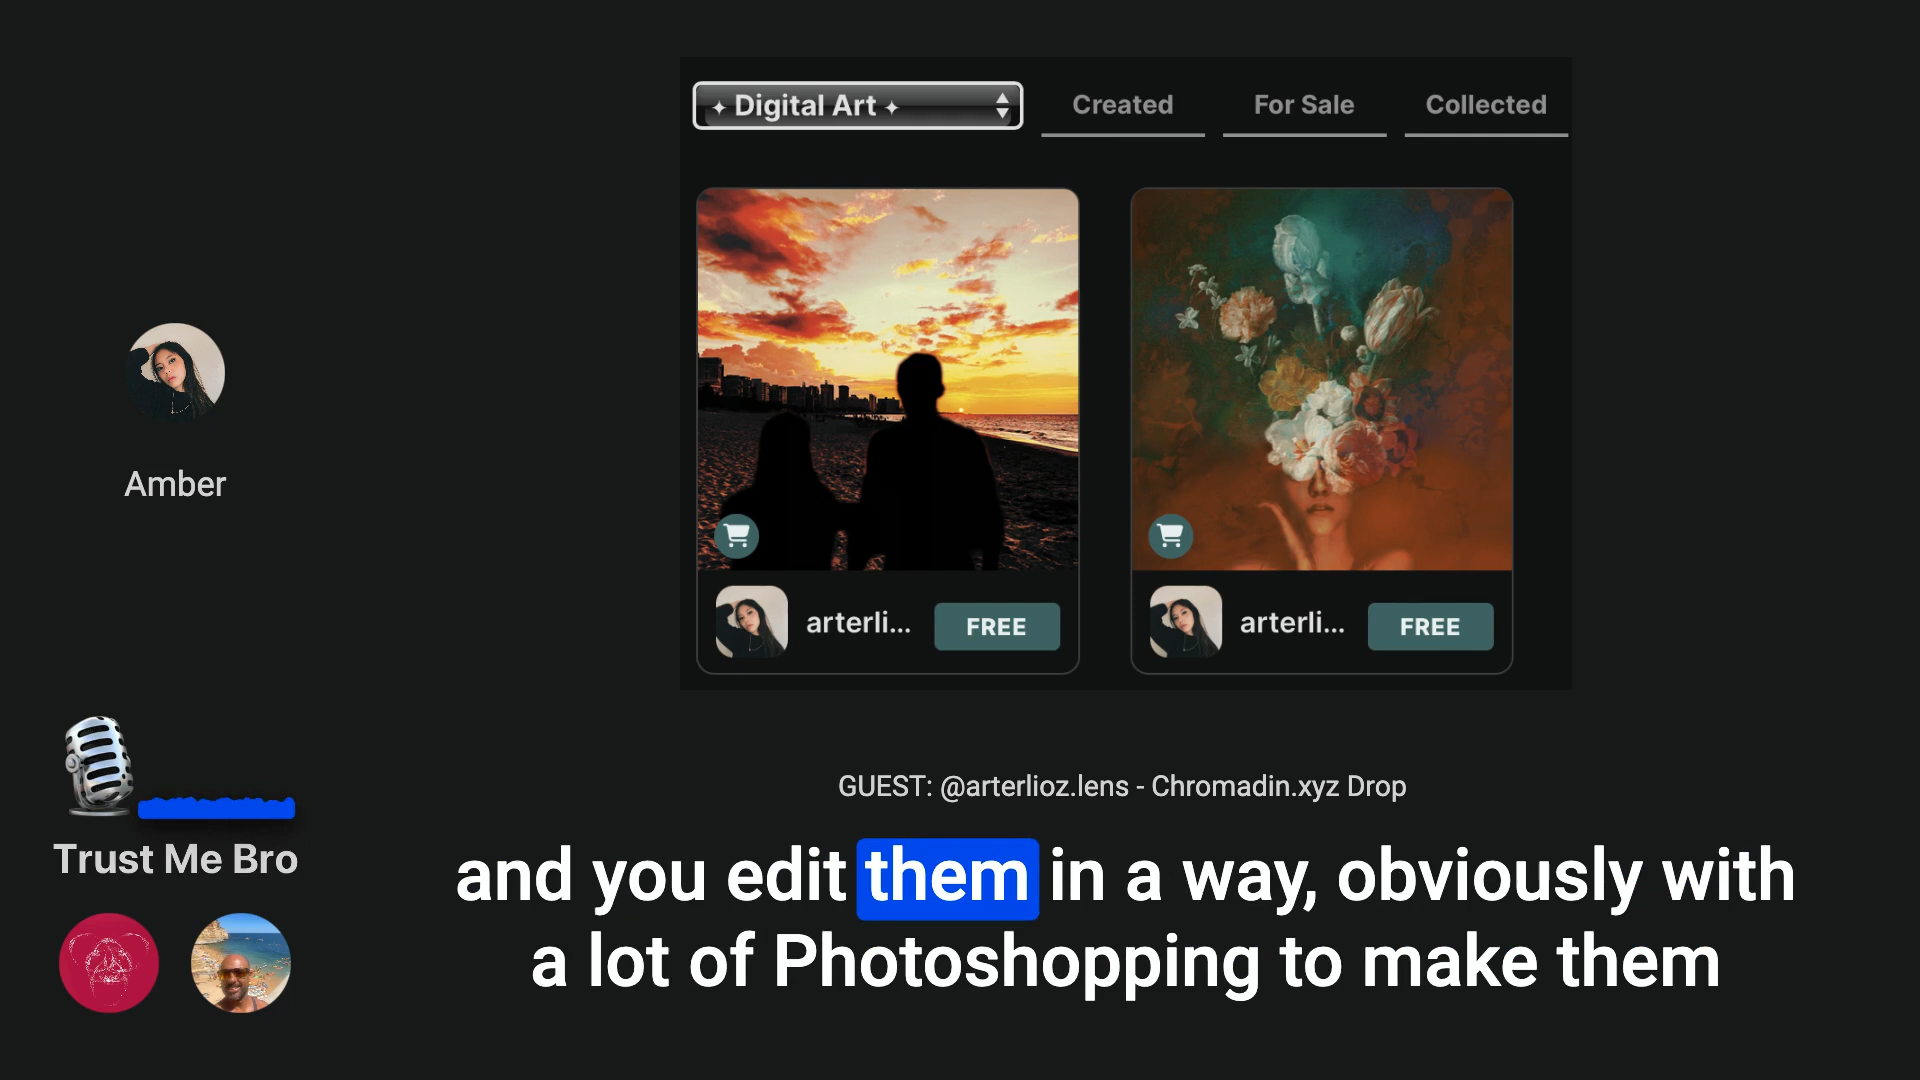 ✦ Digital Art ✦
Created
For Sale
Collected
arterli...
FREE
arterli...
FREE
Amber
GUEST: @arterlioz.lens - Chromadin.xyz Drop
Trust Me Bro
and you edit them in a way, obviously with
a lot of Photoshopping to make them